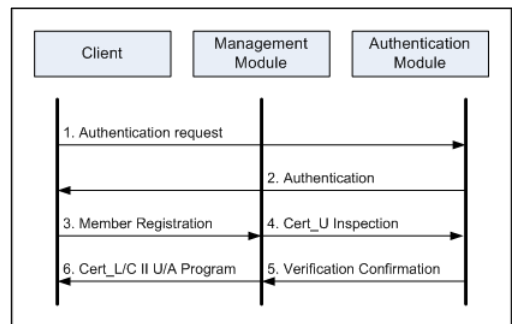 Client
Management
Module
Authentication
Module
1. Authentication request
2. Authentication
3. Member Registration
4. Cert_U Inspection
6. Cert_L/C II U/A Program
5. Verification Confirmation